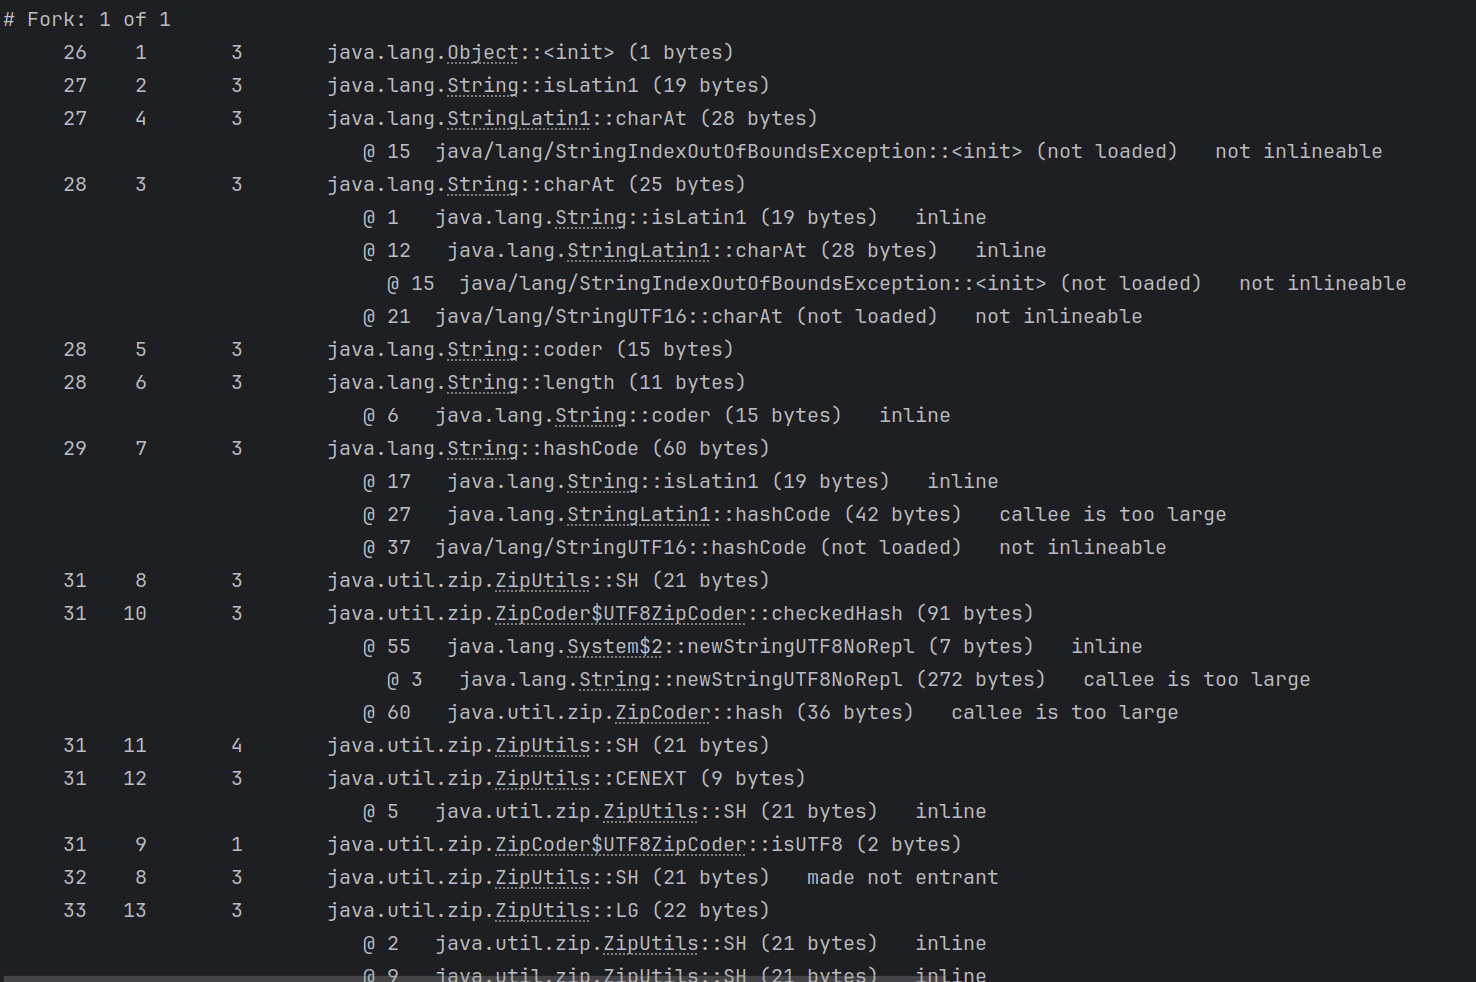 # Fork: 1 of 1
     26    1       3       java.lang.Object::<init> (1 bytes)
     27    2       3       java.lang.String::isLatin1 (19 bytes)
     27    4       3       java.lang.StringLatin1::charAt (28 bytes)
                              @ 15  java/lang/StringIndexOutOfBoundsException::<init> (not loaded)   not inlineable
     28    3       3       java.lang.String::charAt (25 bytes)
                              @ 1   java.lang.String::isLatin1 (19 bytes)   inline
                              @ 12   java.lang.StringLatin1::charAt (28 bytes)   inline
                                @ 15  java/lang/StringIndexOutOfBoundsException::<init> (not loaded)   not inlineable
                              @ 21  java/lang/StringUTF16::charAt (not loaded)   not inlineable
     28    5       3       java.lang.String::coder (15 bytes)
     28    6       3       java.lang.String::length (11 bytes)
                              @ 6   java.lang.String::coder (15 bytes)   inline
     29    7       3       java.lang.String::hashCode (60 bytes)
                              @ 17   java.lang.String::isLatin1 (19 bytes)   inline
                              @ 27   java.lang.StringLatin1::hashCode (42 bytes)   callee is too large
                              @ 37  java/lang/StringUTF16::hashCode (not loaded)   not inlineable
     31    8       3       java.util.zip.ZipUtils::SH (21 bytes)
     31   10       3       java.util.zip.ZipCoder$UTF8ZipCoder::checkedHash (91 bytes)
                              @ 55   java.lang.System$2::newStringUTF8NoRepl (7 bytes)   inline
                                @ 3   java.lang.String::newStringUTF8NoRepl (272 bytes)   callee is too large
                              @ 60   java.util.zip.ZipCoder::hash (36 bytes)   callee is too large
     31   11       4       java.util.zip.ZipUtils::SH (21 bytes)
     31   12       3       java.util.zip.ZipUtils::CENEXT (9 bytes)
                              @ 5   java.util.zip.ZipUtils::SH (21 bytes)   inline
     31    9       1       java.util.zip.ZipCoder$UTF8ZipCoder::isUTF8 (2 bytes)
     32    8       3       java.util.zip.ZipUtils::SH (21 bytes)   made not entrant
     33   13       3       java.util.zip.ZipUtils::LG (22 bytes)
                              @ 2   java.util.zip.ZipUtils::SH (21 bytes)   inline
                              @ 9   java.util.zip.ZipUtils::SH (21 bytes)   inline